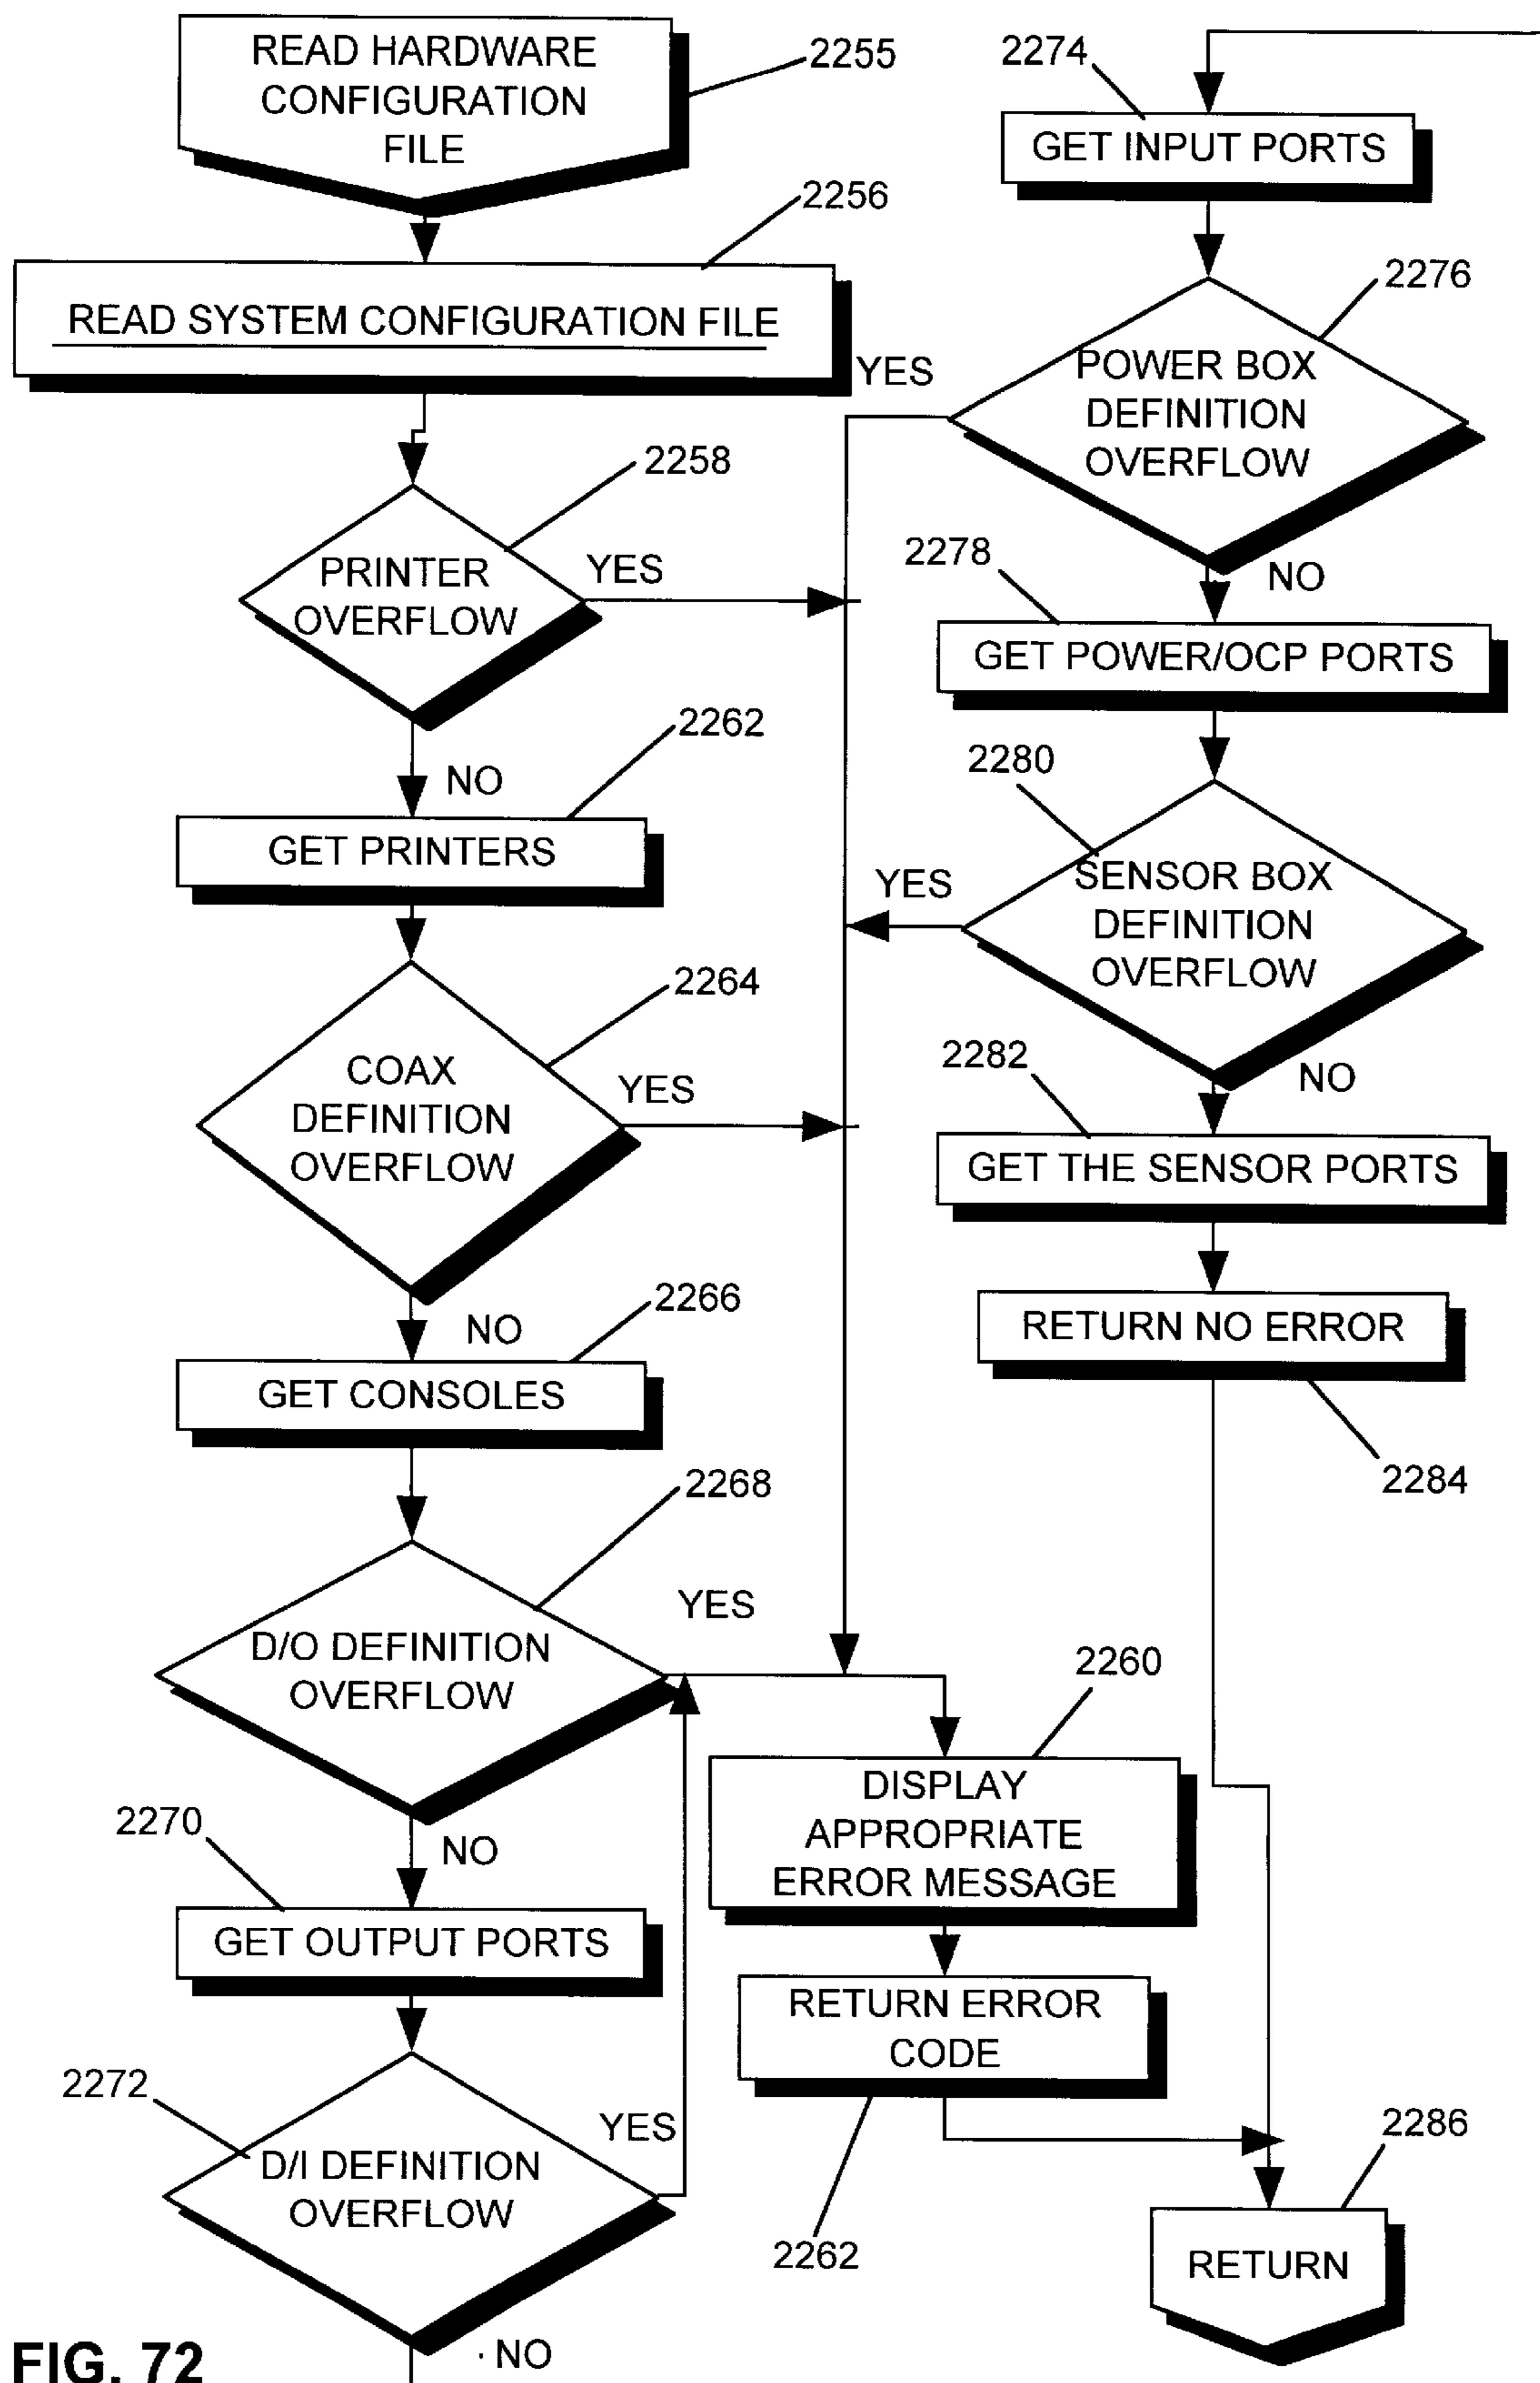 READ HARDWARE
CONFIGURATION
FILE
2255
2256
READ SYSTEM CONFIGURATION FILE
2258
PRINTER
OVERFLOW
YES
NO
2262
GET PRINTERS
2264
COAX
DEFINITION
OVERFLOW
YES
NO
2266
GET CONSOLES
2268
D/O DEFINITION
OVERFLOW
YES
NO
2270
GET OUTPUT PORTS
2272
D/I DEFINITION
OVERFLOW
YES
NO
2274
GET INPUT PORTS
2276
POWER BOX
DEFINITION
OVERFLOW
YES
NO
2278
GET POWER/OCP PORTS
2280
SENSOR BOX
DEFINITION
OVERFLOW
YES
NO
2282
GET THE SENSOR PORTS
RETURN NO ERROR
2284
2260
DISPLAY
APPROPRIATE
ERROR MESSAGE
RETURN ERROR
CODE
2262
2286
RETURN
FIG. 72